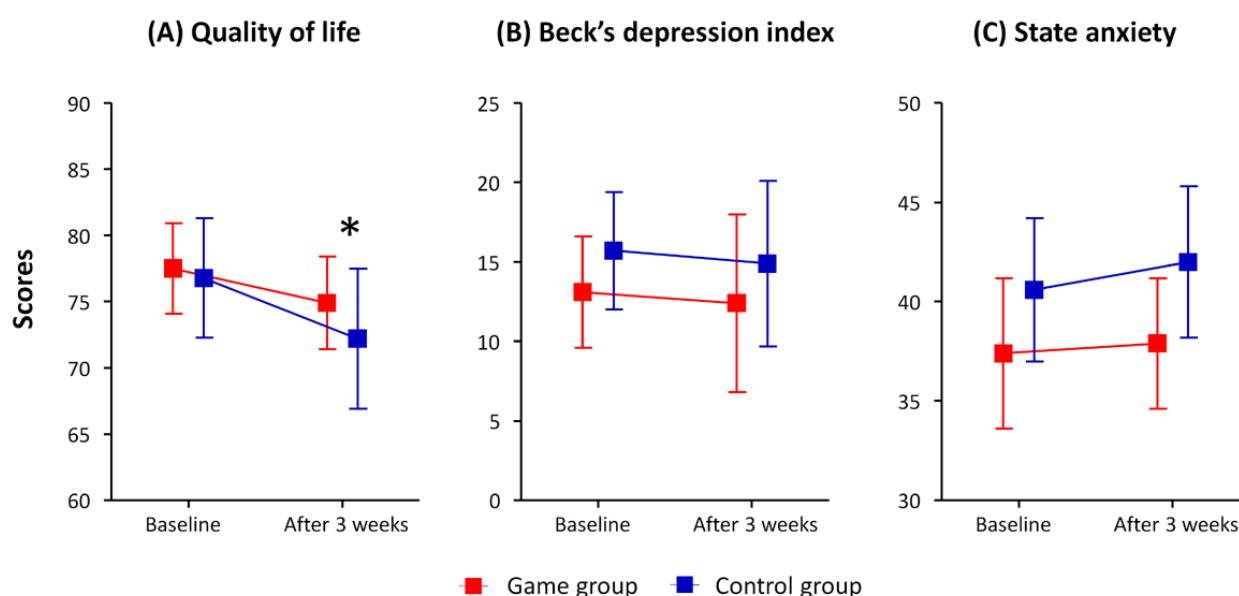 (A) Quality of life
(B) Beck's depression index
(C) State anxiety
Scores
90
85
80
75
70
65
60
*
Baseline
After 3 weeks
25
20
15
10
5
0
Baseline
After 3 weeks
50
45
40
35
30
Baseline
After 3 weeks
Game group
Control group